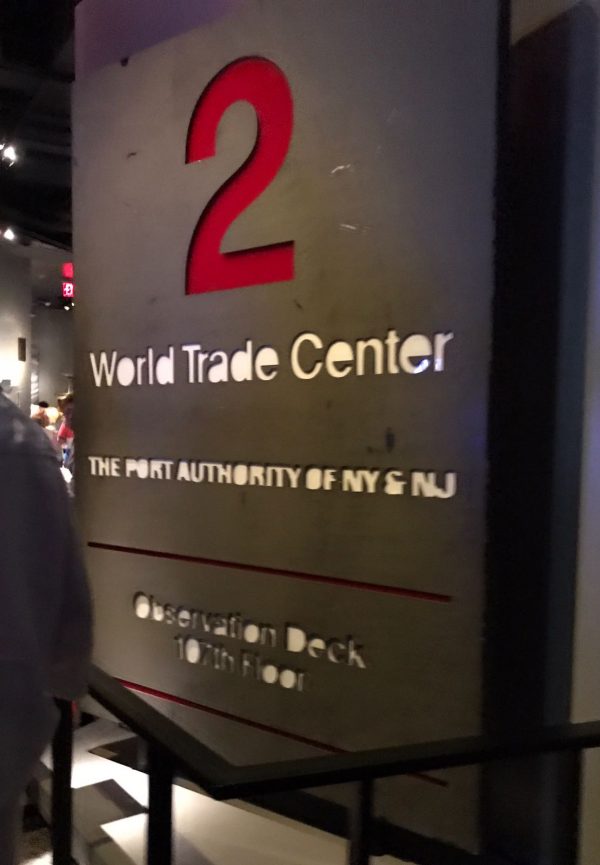 2
World Trade Center
THE PORT AUTHORITY OF NY & NJ
Observation Deck
107th Floor